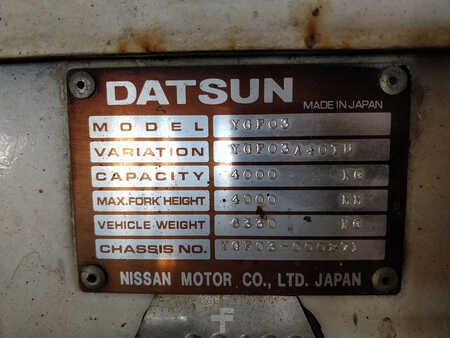 DATSUN
MADE IN JAPAN
MODEL YGF03
VARIATION
CAPACITY 4000 KG
MAX.FORK HEIGHT 4000
VEHICLE WEIGHT KG
CHASSIS NO.
NISSAN MOTOR CO., LTD. JAPAN